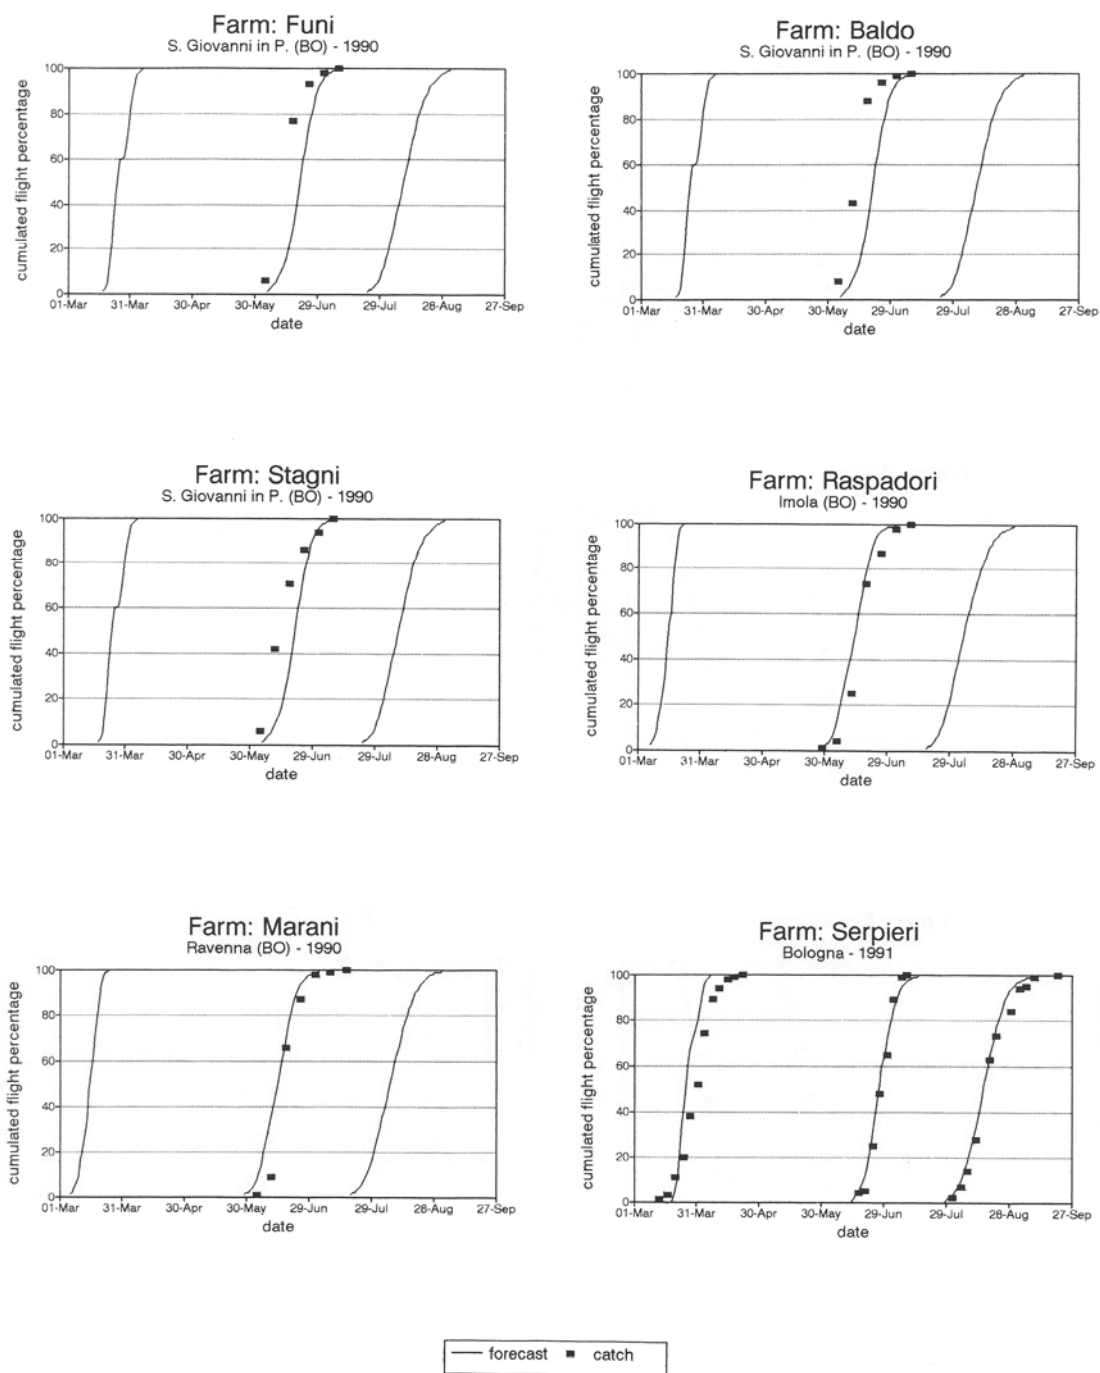 Farm: Funi
S. Giovanni in P. (BO) - 1990
cumulated flight percentage
100
80
60
40
20
0
01-Mar 31-Mar 30-Apr 30-May 29-Jun 29-Jul 28-Aug 27-Sep
date
Farm: Baldo
S. Giovanni in P. (BO) - 1990
cumulated flight percentage
100
80
60
40
20
0
01-Mar 31-Mar 30-Apr 30-May 29-Jun 29-Jul 28-Aug 27-Sep
date
Farm: Stagni
S. Giovanni in P. (BO) - 1990
cumulated flight percentage
100
80
60
40
20
0
01-Mar 31-Mar 30-Apr 30-May 29-Jun 29-Jul 28-Aug 27-Sep
date
Farm: Raspadori
Imola (BO) - 1990
cumulated flight percentage
100
80
60
40
20
0
01-Mar 31-Mar 30-Apr 30-May 29-Jun 29-Jul 28-Aug 27-Sep
date
Farm: Marani
Ravenna (BO) - 1990
cumulated flight percentage
100
80
60
40
20
0
01-Mar 31-Mar 30-Apr 30-May 29-Jun 29-Jul 28-Aug 27-Sep
date
Farm: Serpieri
Bologna - 1991
cumulated flight percentage
100
80
60
40
20
0
01-Mar 31-Mar 30-Apr 30-May 29-Jun 29-Jul 28-Aug 27-Sep
date
forecast catch